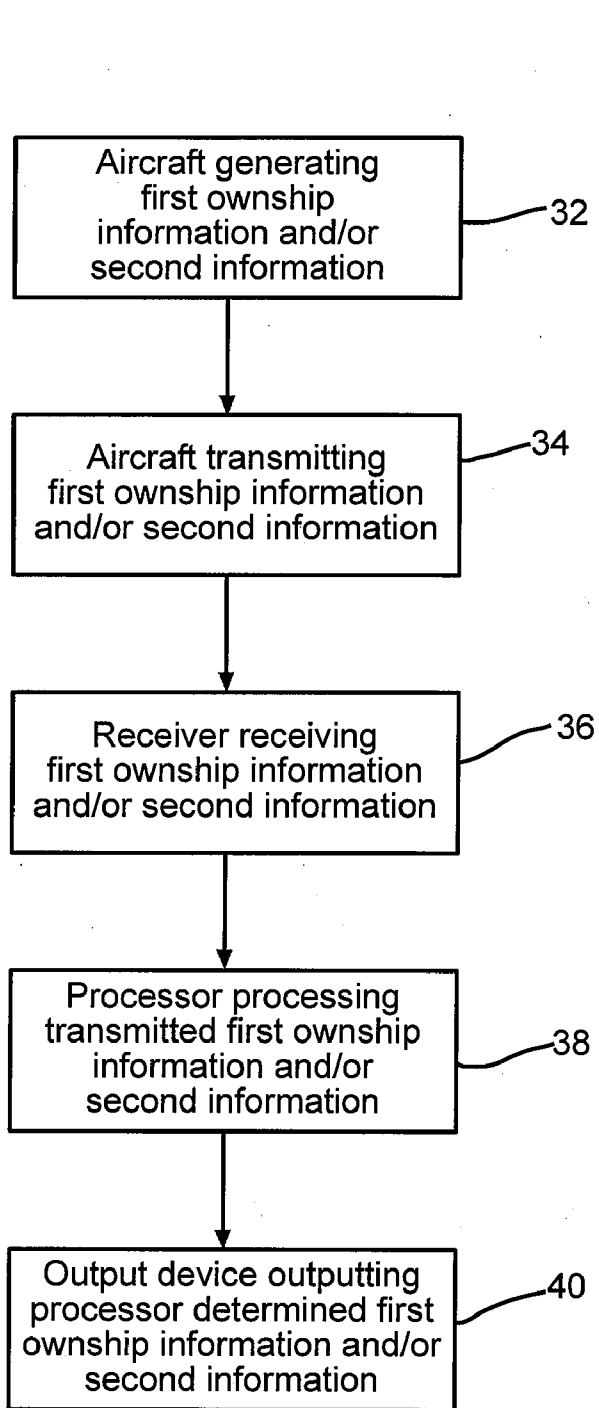 Aircraft generating
first ownship
information and/or
second information
32
Aircraft transmitting
first ownship information
and/or second information
34
Receiver receiving
first ownship information
and/or second information
36
Processor processing
transmitted first ownship
information and/or
second information
38
Output device outputting
processor determined first
ownship information and/or
second information
40